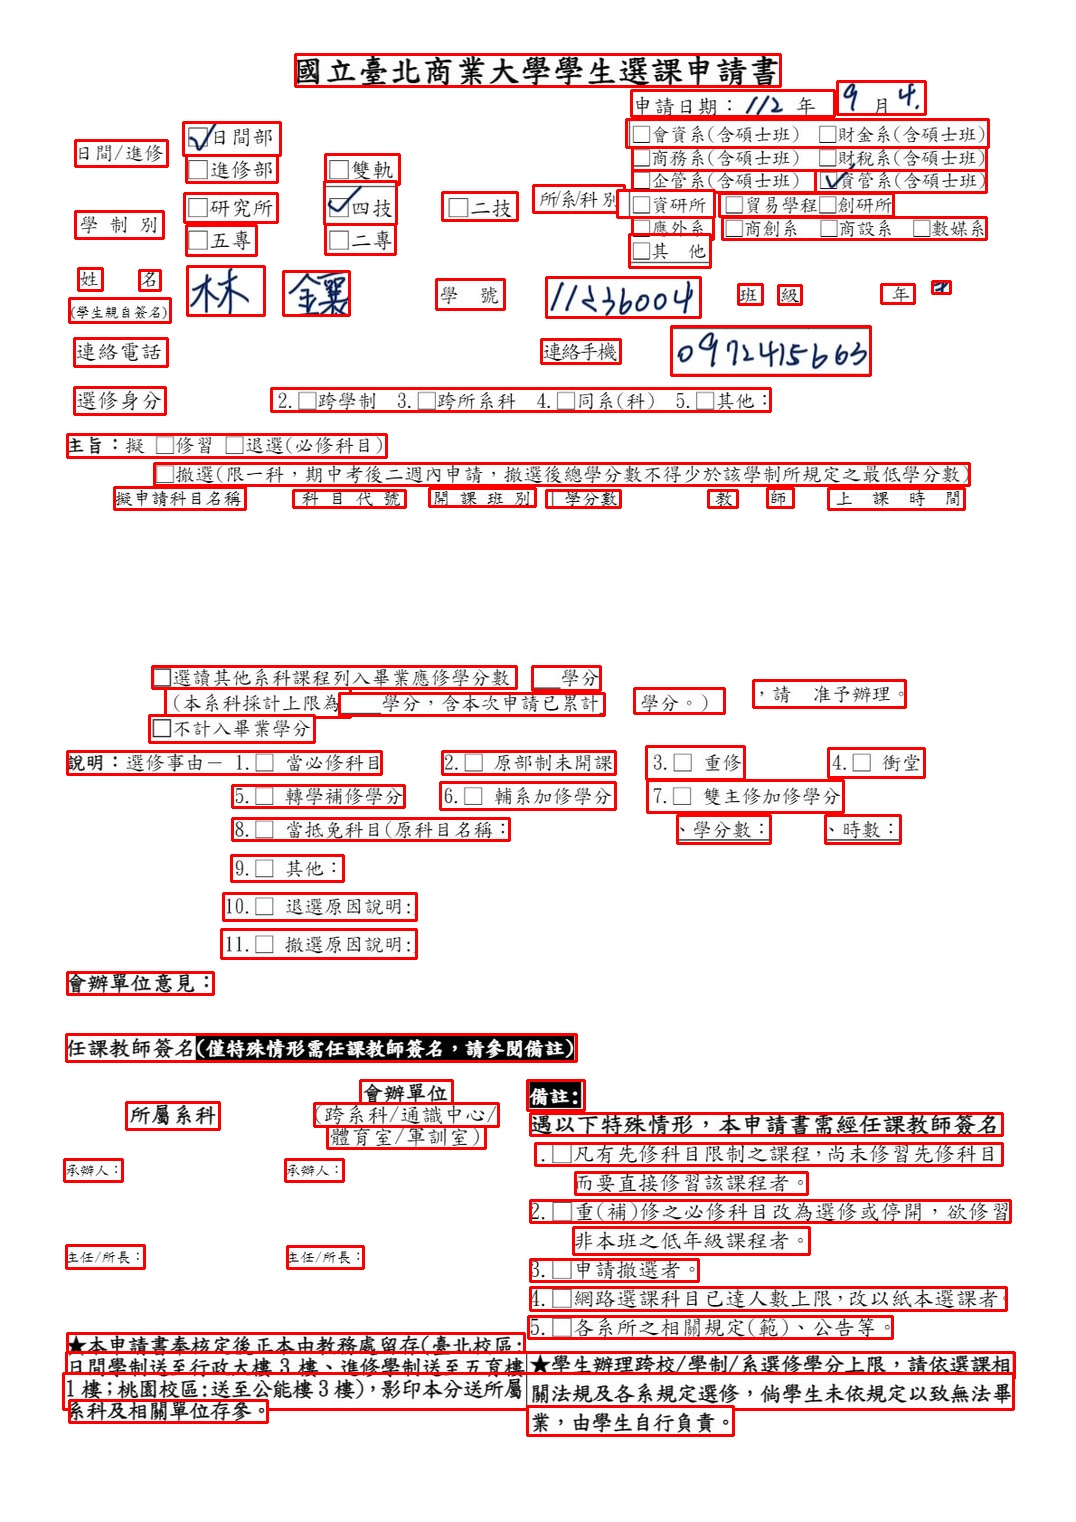 國立臺北商業大學學生選課申請書
申請日期：112 年 9 月 4.
日間/進修 ☑日間部 □進修部 □雙軌
□會資系(含碩士班) □財金系(含碩士班)
□商務系(含碩士班) □財稅系(含碩士班)
□企管系(含碩士班) ☑資管系(含碩士班)
學 制 別 □研究所 ☑四技 □二技 所/系/科別 □資研所 □貿易學程 □創研所
□五專 □二專 □應外系 □商創系 □商設系 □數媒系
□其 他
姓 名 林 學 號 11236004 班 級 年
(學生親自簽名)
連絡電話 連絡手機 0972415663
選修身分 2.□跨學制 3.□跨所系科 4.□同系(科) 5.□其他：
主旨：擬 □修習 □退選(必修科目)
□撤選(限一科，期中考後二週內申請，撤選後總學分數不得少於該學制所規定之最低學分數)
擬申請科目名稱 科 目 代 號 開 課 班 別 學分數 教 師 上 課 時 間
□選讀其他系科課程列入畢業應修學分數 學分
(本系科採計上限為 學分，含本次申請已累計 學分。) ，請 准予辦理。
□不計入畢業學分
說明：選修事由－ 1.□ 當必修科目 2.□ 原部制未開課 3.□ 重修 4.□ 衝堂
5.□ 轉學補修學分 6.□ 輔系加修學分 7.□ 雙主修加修學分
8.□ 當抵免科目(原科目名稱： 、學分數： 、時數：
9.□ 其他：
10.□ 退選原因說明:
11.□ 撤選原因說明:
會辦單位意見：
任課教師簽名(僅特殊情形需任課教師簽名，請參閱備註)
所屬系科
會辦單位
(跨系科/通識中心/
體育室/軍訓室)
承辦人： 承辦人：
主任/所長： 主任/所長：
備註:
遇以下特殊情形，本申請書需經任課教師簽名
.□凡有先修科目限制之課程，尚未修習先修科目
而要直接修習該課程者。
2.□重(補)修之必修科目改為選修或停開，欲修習
非本班之低年級課程者。
3.□申請撤選者。
4.□網路選課科目已達人數上限，改以紙本選課者
5.□各系所之相關規定(範)、公告等。
★本申請書奉核定後正本由教務處留存(臺北校區:
日間學制送至行政大樓 3 樓、進修學制送至五育樓
1 樓；桃園校區:送至公能樓 3 樓)，影印本分送所屬
系科及相關單位存參。
★學生辦理跨校/學制/系選修學分上限，請依選課相
關法規及各系規定選修，倘學生未依規定以致無法畢
業，由學生自行負責。